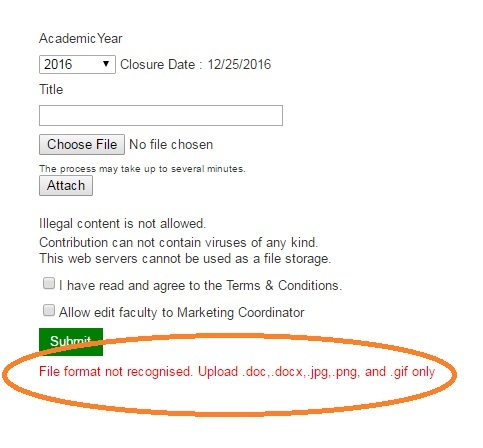 AcademicYear
2016 Closure Date : 12/25/2016
Title
Choose File No file chosen
The process may take up to several minutes.
Attach
Illegal content is not allowed.
Contribution can not contain viruses of any kind.
This web servers cannot be used as a file storage.
I have read and agree to the Terms & Conditions.
Allow edit faculty to Marketing Coordinator
Submit
File format not recognised. Upload .doc,.docx,.jpg,.png, and .gif only